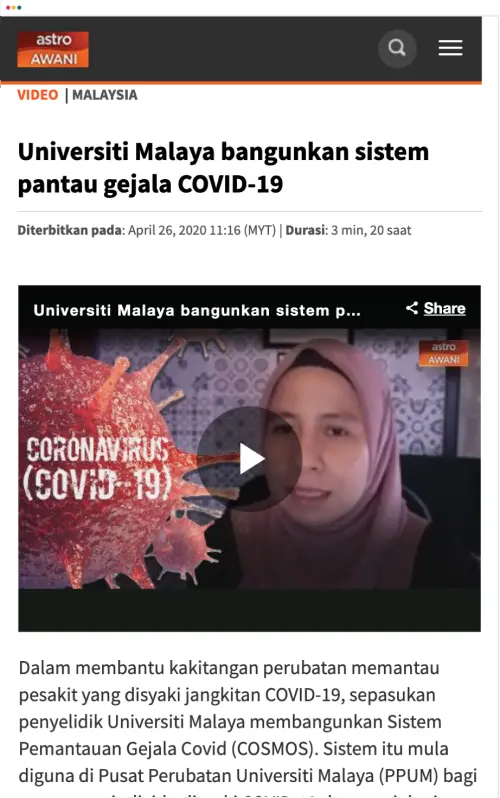 astro
AWANI
VIDEO | MALAYSIA
Universiti Malaya bangunkan sistem
pantau gejala COVID-19
Diterbitkan pada: April 26, 2020 11:16 (MYT) | Durasi: 3 min, 20 saat
Universiti Malaya bangunkan sistem p...
Share
astro
AWANI
CORONAVIRUS
(COVID-19)
Dalam membantu kakitangan perubatan memantau
pesakit yang disyaki jangkitan COVID-19, sepasukan
penyelidik Universiti Malaya membangunkan Sistem
Pemantauan Gejala Covid (COSMOS). Sistem itu mula
diguna di Pusat Perubatan Universiti Malaya (PPUM) bagi